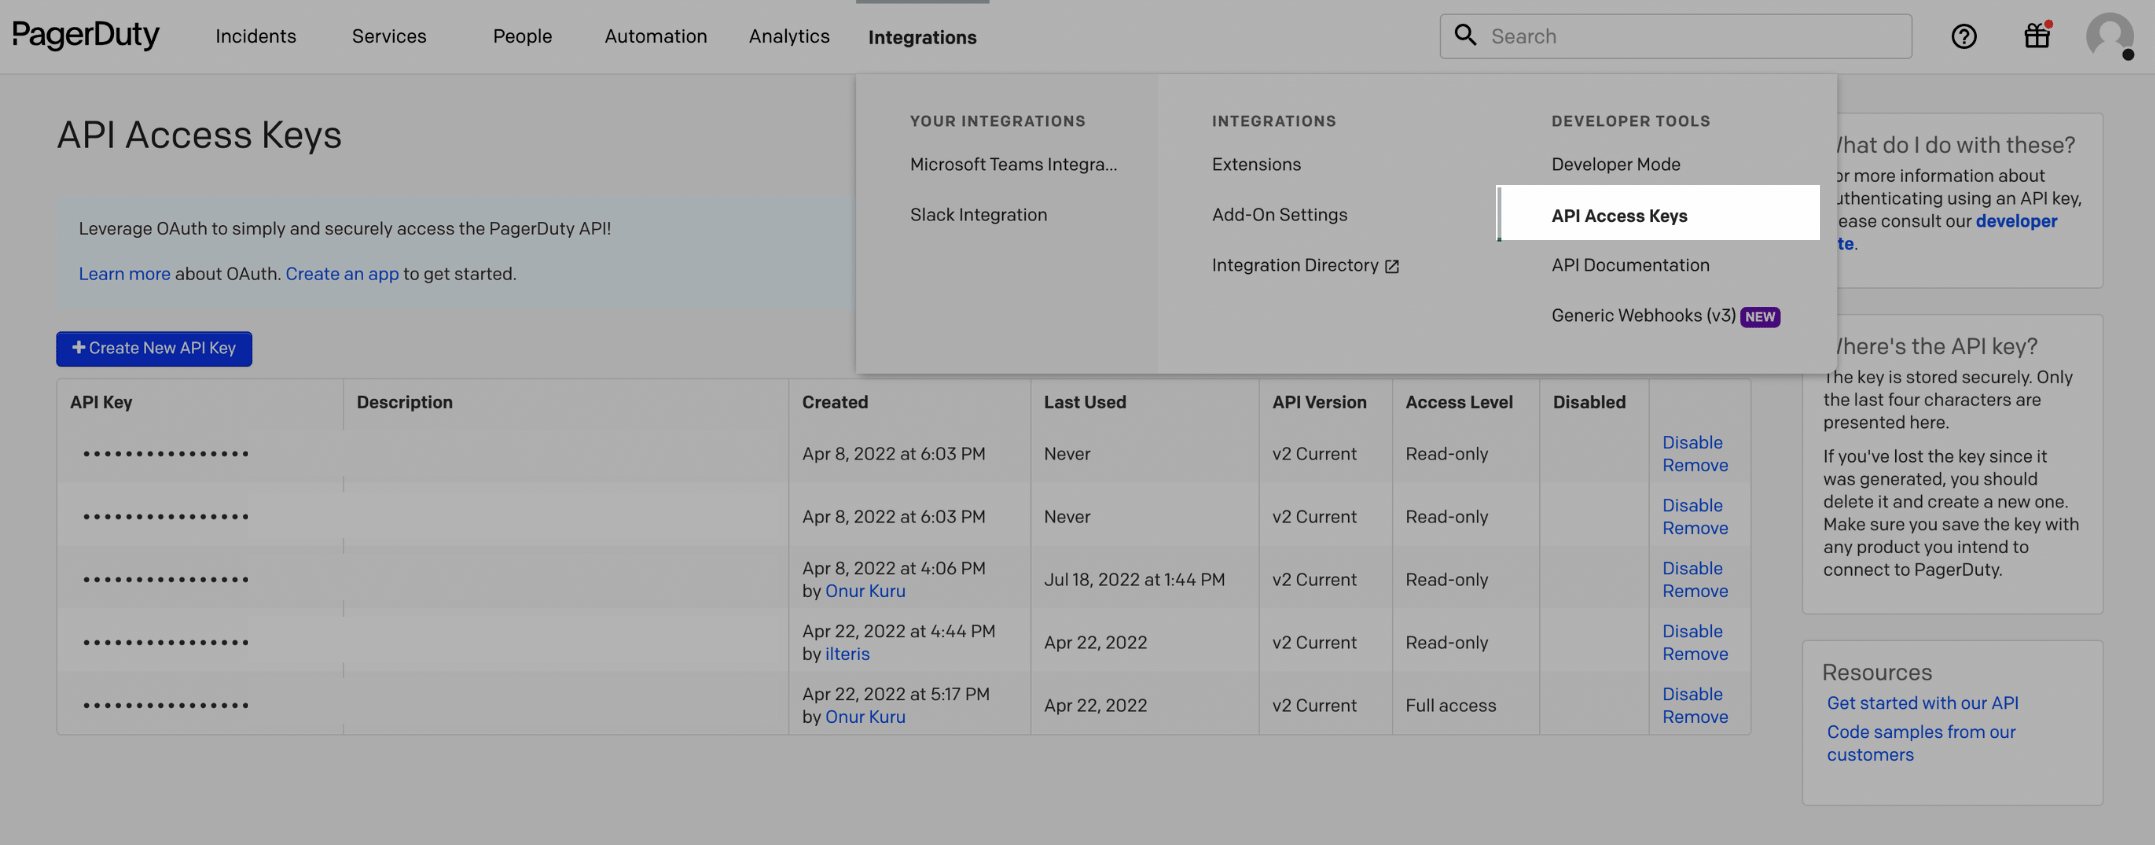 PagerDuty
Incidents
Services
People
Automation
Analytics
Integrations
Search
API Access Keys
Leverage OAuth to simply and securely access the PagerDuty API!
Learn more about OAuth. Create an app to get started.
YOUR INTEGRATIONS
Microsoft Teams Integra...
Slack Integration
INTEGRATIONS
Extensions
Add-On Settings
Integration Directory
DEVELOPER TOOLS
Developer Mode
API Access Keys
API Documentation
Generic Webhooks (v3) NEW
+ Create New API Key
API Key Description Created Last Used API Version Access Level Disabled
•••••••••••••••• Apr 8, 2022 at 6:03 PM Never v2 Current Read-only Disable
Remove
•••••••••••••••• Apr 8, 2022 at 6:03 PM Never v2 Current Read-only Disable
Remove
•••••••••••••••• Apr 8, 2022 at 4:06 PM Jul 18, 2022 at 1:44 PM v2 Current Read-only Disable
by Onur Kuru Remove
•••••••••••••••• Apr 22, 2022 at 4:44 PM Apr 22, 2022 v2 Current Read-only Disable
by ilteris Remove
•••••••••••••••• Apr 22, 2022 at 5:17 PM Apr 22, 2022 v2 Current Full access Disable
by Onur Kuru Remove
hat do I do with these?
or more information about
uthenticating using an API key,
ease consult our developer
te.
here's the API key?
The key is stored securely. Only
the last four characters are
presented here.
If you've lost the key since it
was generated, you should
delete it and create a new one.
Make sure you save the key with
any product you intend to
connect to PagerDuty.
Resources
Get started with our API
Code samples from our
customers